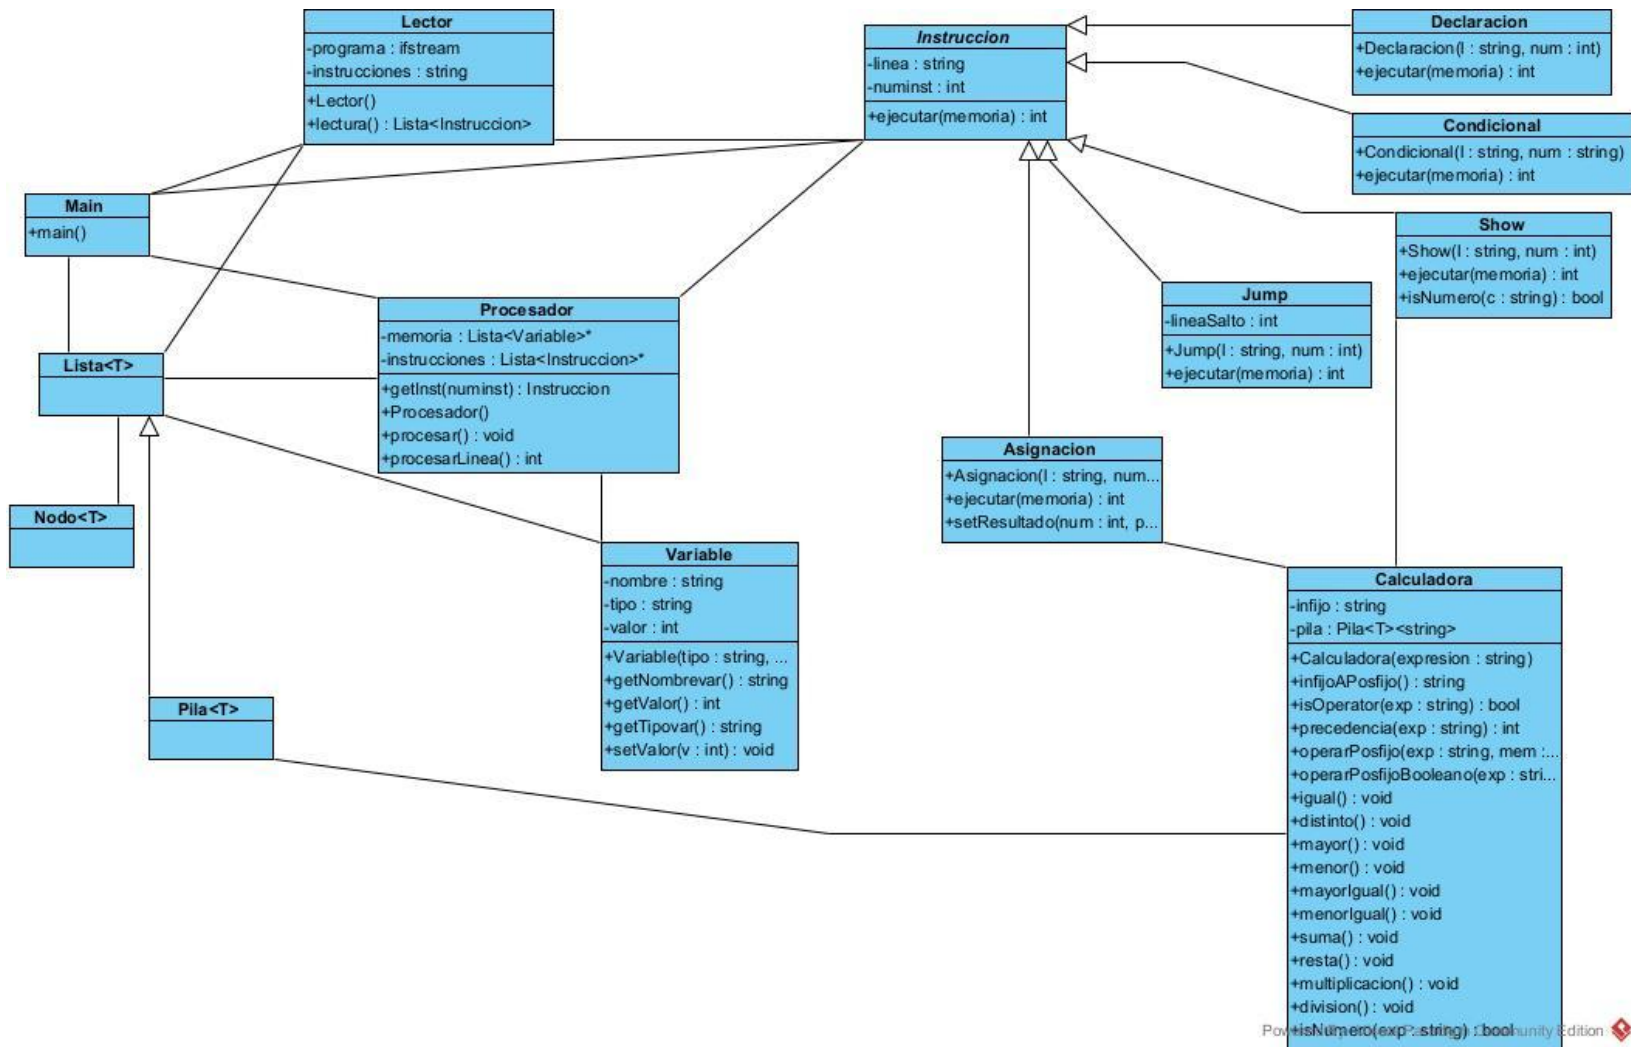 Lector
-programa : ifstream
-instrucciones : string
+Lector()
+lectura() : Lista<Instruccion>
Instruccion
-linea : string
-numinst : int
+ejecutar(memoria) : int
Declaracion
+Declaracion(l : string, num : int)
+ejecutar(memoria) : int
Condicional
+Condicional(l : string, num : string)
+ejecutar(memoria) : int
Main
+main()
Show
+Show(l : string, num : int)
+ejecutar(memoria) : int
+isNumero(c : string) : bool
Jump
-lineaSalto : int
+Jump(l : string, num : int)
+ejecutar(memoria) : int
Procesador
-memoria : Lista<Variable>*
-instrucciones : Lista<Instruccion>*
+getInst(numinst) : Instruccion
+Procesador()
+procesar() : void
+procesarLinea() : int
Lista<T>
Asignacion
+Asignacion(l : string, num...
+ejecutar(memoria) : int
+setResultado(num : int, p...
Nodo<T>
Variable
-nombre : string
-tipo : string
-valor : int
+Variable(tipo : string, ...
+getNombrevar() : string
+getValor() : int
+getTipovar() : string
+setValor(v : int) : void
Pila<T>
Calculadora
-infijo : string
-pila : Pila<T><string>
+Calculadora(expresion : string)
+infijoAPosfijo() : string
+isOperator(exp : string) : bool
+precedencia(exp : string) : int
+operarPosfijo(exp : string, mem :...
+operarPosfijoBooleano(exp : stri...
+igual() : void
+distinto() : void
+mayor() : void
+menor() : void
+mayorIgual() : void
+menorIgual() : void
+suma() : void
+resta() : void
+multiplicacion() : void
+division() : void
+isNumero(exp : string) : bool
Edition